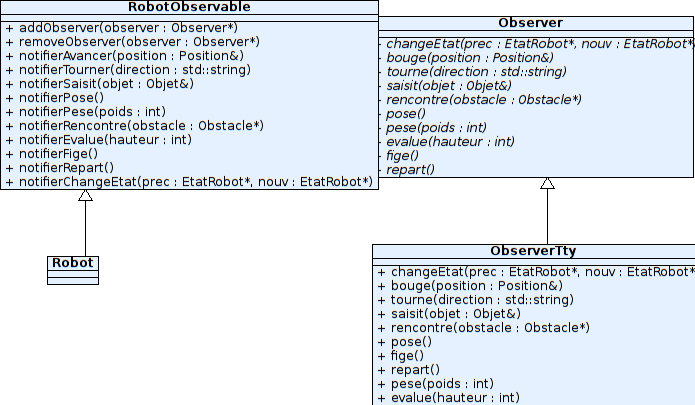 RobotObservable
+ addObserver(observer : Observer*)
+ removeObserver(observer : Observer*)
+ notifierAvancer(position : Position&)
+ notifierTourner(direction : std::string)
+ notifierSaisit(objet : Objet&)
+ notifierPose()
+ notifierPese(poids : int)
+ notifierRencontre(obstacle : Obstacle*)
+ notifierEvalue(hauteur : int)
+ notifierFige()
+ notifierRepart()
+ notifierChangeEtat(prec : EtatRobot*, nouv : EtatRobot*)
Observer
changeEtat(prec : EtatRobot*, nouv : EtatRobot*)
bouge(position : Position&)
tourne(direction : std::string)
saisit(objet : Objet&)
rencontre(obstacle : Obstacle*)
pose()
pese(poids : int)
evalue(hauteur : int)
fige()
repart()
Robot
ObserverTty
+ changeEtat(prec : EtatRobot*, nouv : EtatRobot*
+ bouge(position : Position&)
+ tourne(direction : std::string)
+ saisit(objet : Objet&)
+ rencontre(obstacle : Obstacle*)
+ pose()
+ fige()
+ repart()
+ pese(poids : int)
+ evalue(hauteur : int)